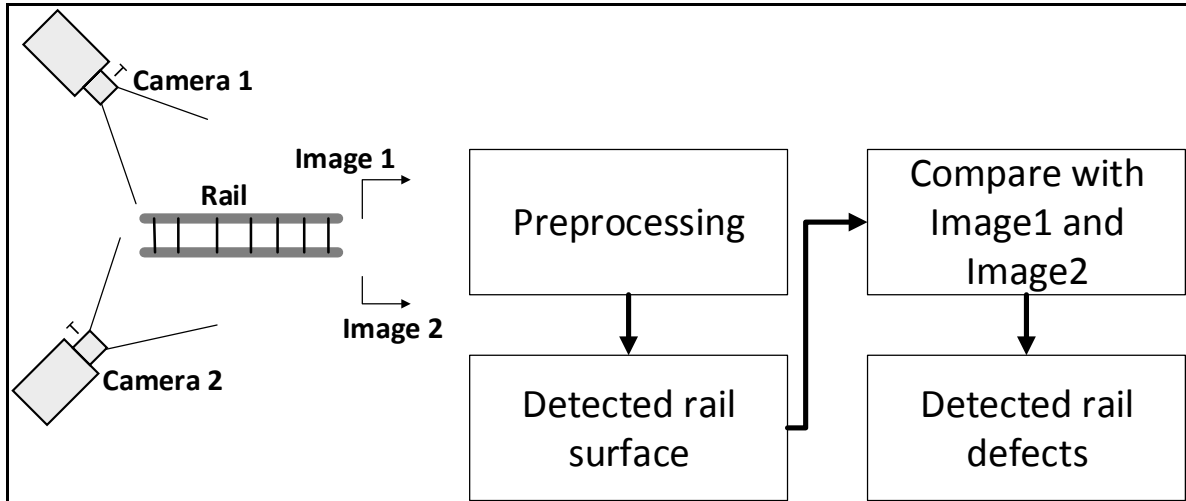 Camera 1
Image 1
Rail
Image 2
Camera 2
Preprocessing
Detected rail
surface
Compare with
Image1 and
Image2
Detected rail
defects